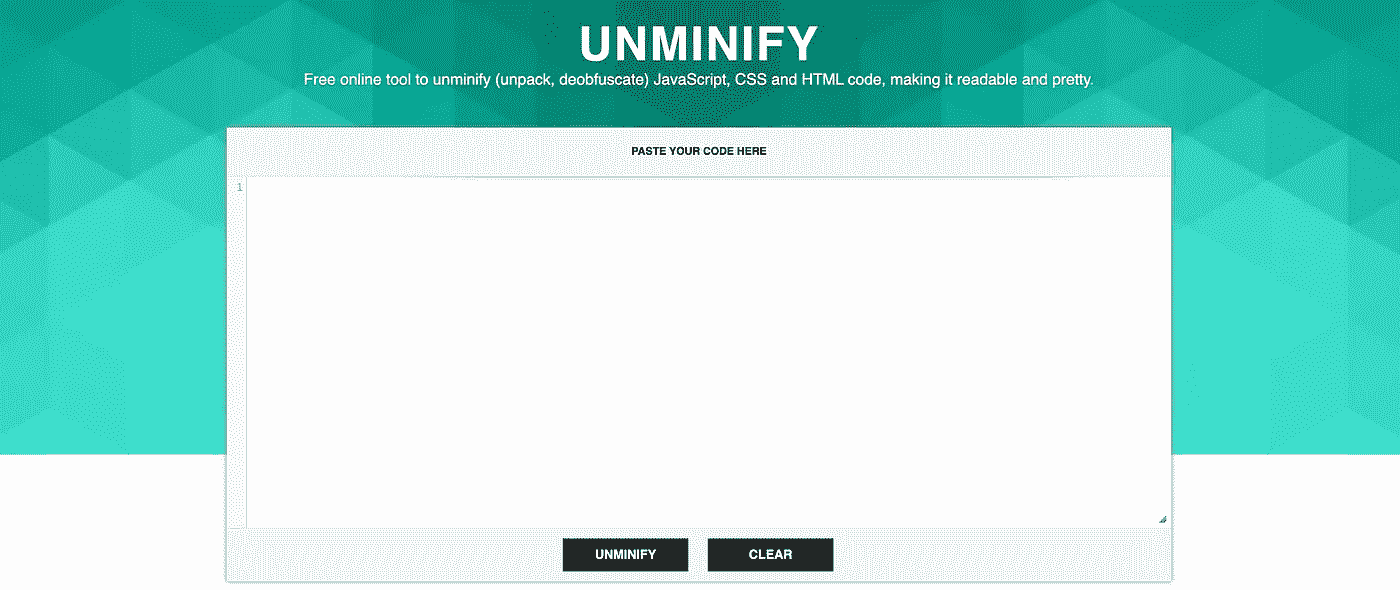 UNMINIFY
Free online tool to unminify (unpack, deobfuscate) JavaScript, CSS and HTML code, making it readable and pretty.
PASTE YOUR CODE HERE
1
UNMINIFY CLEAR